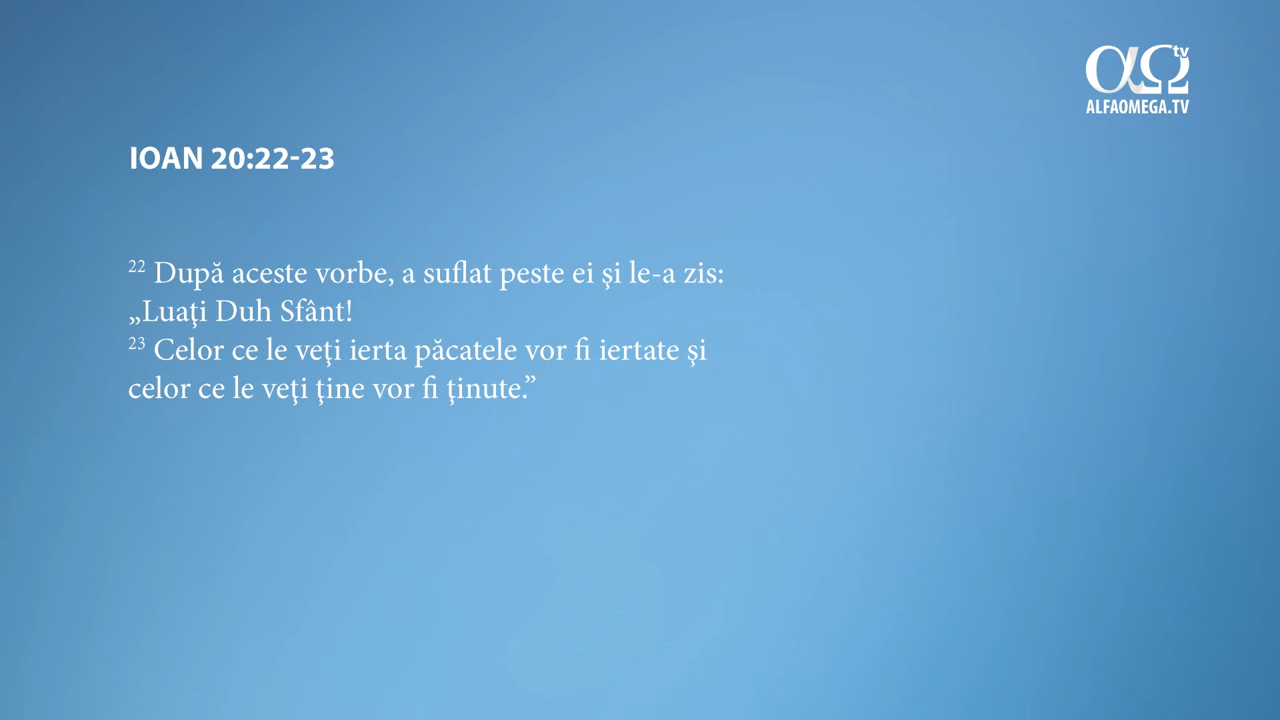 αΩ tv
ALFAOMEGA.TV
IOAN 20:22-23
22 După aceste vorbe, a suflat peste ei şi le-a zis:
„Luaţi Duh Sfânt!
23 Celor ce le veţi ierta păcatele vor fi iertate şi
celor ce le veţi ţine vor fi ţinute.”